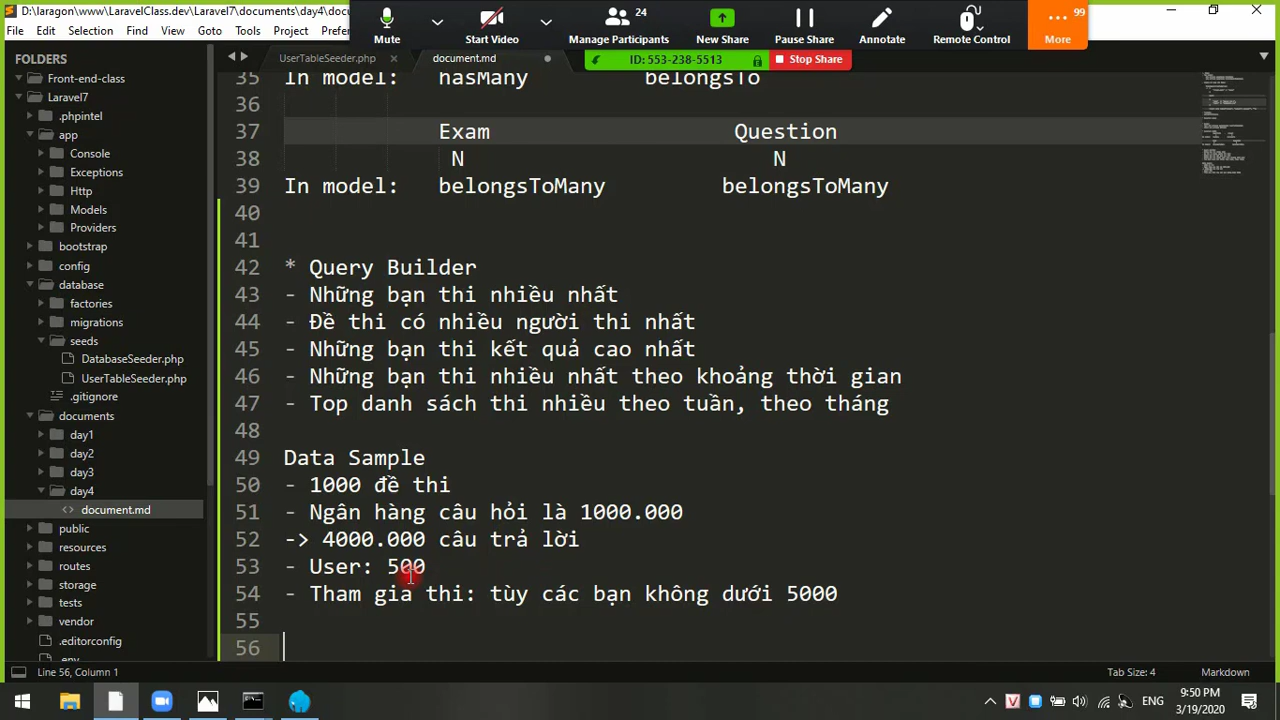 D:\laragon\www\LaravelClass.dev\Laravel7\documents\day4\doc
Mute
Start Video
24
Manage Participants
New Share
Pause Share
Annotate
Remote Control
99
More
File Edit Selection Find View Goto Tools Project Prefer
ID: 553-238-5513
Stop Share
FOLDERS
Front-end-class
Laravel7
.phpintel
app
Console
Exceptions
Http
Models
Providers
bootstrap
config
database
factories
migrations
seeds
DatabaseSeeder.php
UserTableSeeder.php
.gitignore
documents
day1
day2
day3
day4
<> document.md
public
resources
routes
storage
tests
vendor
.editorconfig
.env
UserTableSeeder.php
document.md
35 In model: hasMany belongsTo
36
37 Exam Question
38 N N
39 In model: belongsToMany belongsToMany
40
41
42 * Query Builder
43 - Những bạn thi nhiều nhất
44 - Đề thi có nhiều người thi nhất
45 - Những bạn thi kết quả cao nhất
46 - Những bạn thi nhiều nhất theo khoảng thời gian
47 - Top danh sách thi nhiều theo tuần, theo tháng
48
49 Data Sample
50 - 1000 đề thi
51 - Ngân hàng câu hỏi là 1000.000
52 -> 4000.000 câu trả lời
53 - User: 500
54 - Tham gia thi: tùy các bạn không dưới 5000
55
56
Line 56, Column 1
Tab Size: 4
Markdown
ENG
9:50 PM
3/19/2020